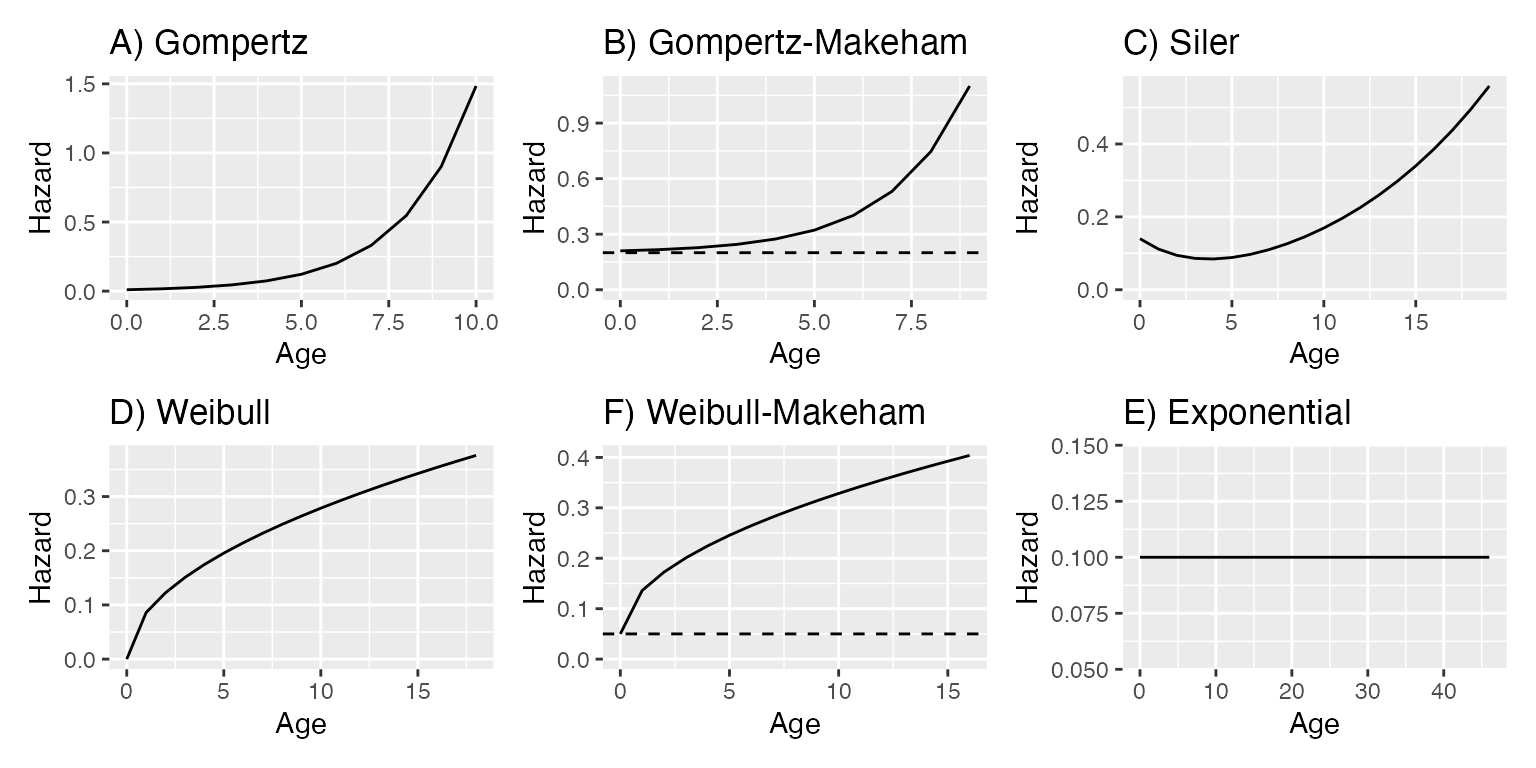 A) Gompertz
B) Gompertz-Makeham
C) Siler
Hazard
1.5
1.0
0.5
0.0
0.0 2.5 5.0 7.5 10.0
Age
Hazard
0.9
0.6
0.3
0.0
0.0 2.5 5.0 7.5
Age
Hazard
0.4
0.2
0.0
0 5 10 15
Age
D) Weibull
F) Weibull-Makeham
E) Exponential
Hazard
0.3
0.2
0.1
0.0
0 5 10 15
Age
Hazard
0.4
0.3
0.2
0.1
0.0
0 5 10 15
Age
Hazard
0.150
0.125
0.100
0.075
0.050
0 10 20 30 40
Age